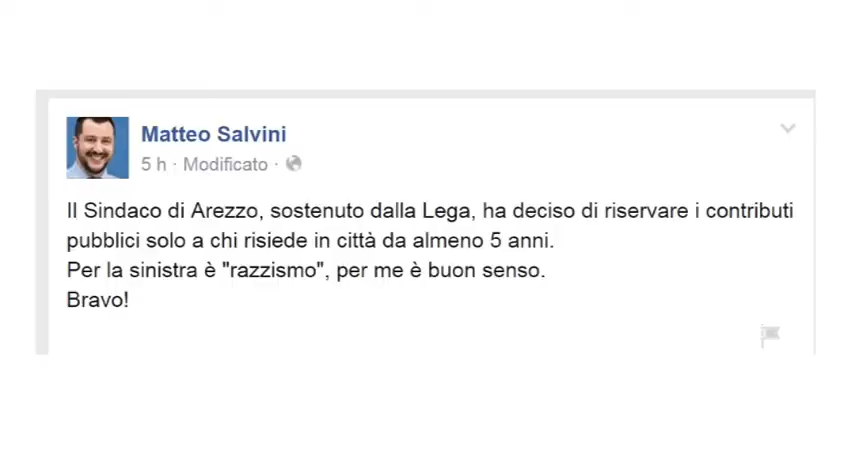 Matteo Salvini
5 h · Modificato ·
Il Sindaco di Arezzo, sostenuto dalla Lega, ha deciso di riservare i contributi
pubblici solo a chi risiede in città da almeno 5 anni.
Per la sinistra è "razzismo", per me è buon senso.
Bravo!